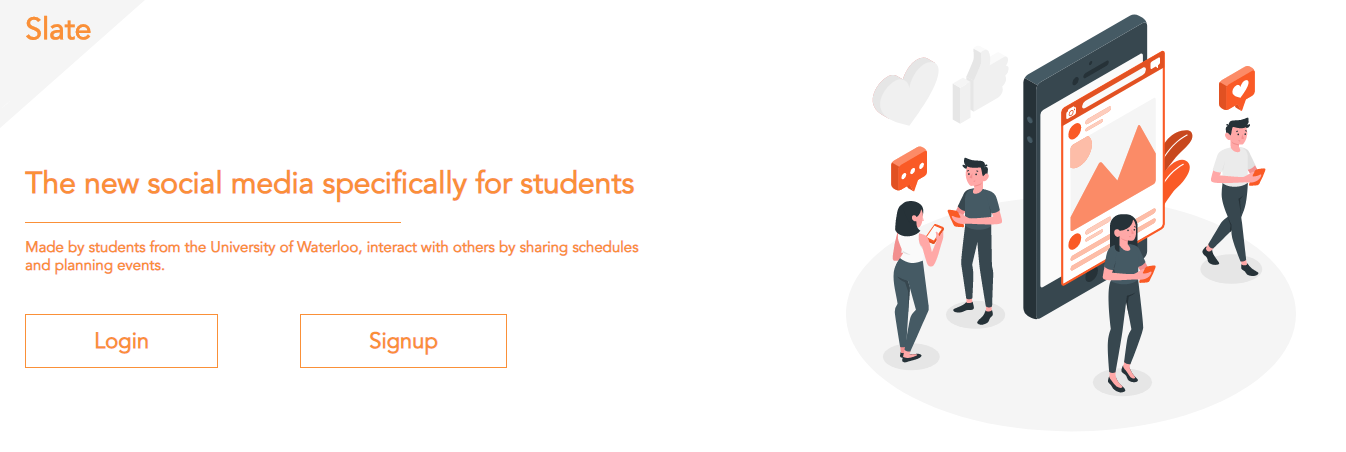 Slate
The new social media specifically for students
Made by students from the University of Waterloo, interact with others by sharing schedules
and planning events.
Login
Signup